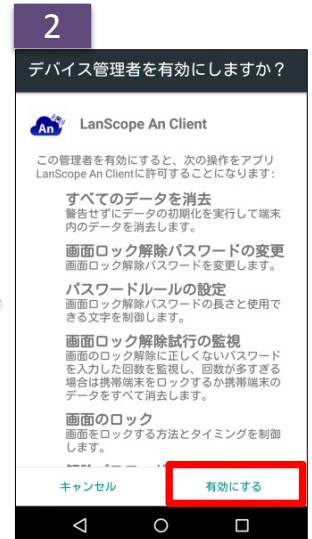 2
デバイス管理者を有効にしますか？
An
LanScope An Client
この管理者を有効にすると、次の操作をアプリ
LanScope An Clientに許可することになります:
すべてのデータを消去
警告せずにデータの初期化を実行して端末
内のデータを消去します。
画面ロック解除パスワードの変更
画面ロック解除パスワードを変更します。
パスワードルールの設定
画面ロック解除パスワードの長さと使用で
きる文字を制御します。
画面ロック解除試行の監視
画面のロック解除に正しくないパスワード
を入力した回数を監視し、回数が多すぎる
場合は携帯端末をロックするか携帯端末の
データをすべて消去します。
画面のロック
画面をロックする方法とタイミングを制御
します。
キャンセル
有効にする